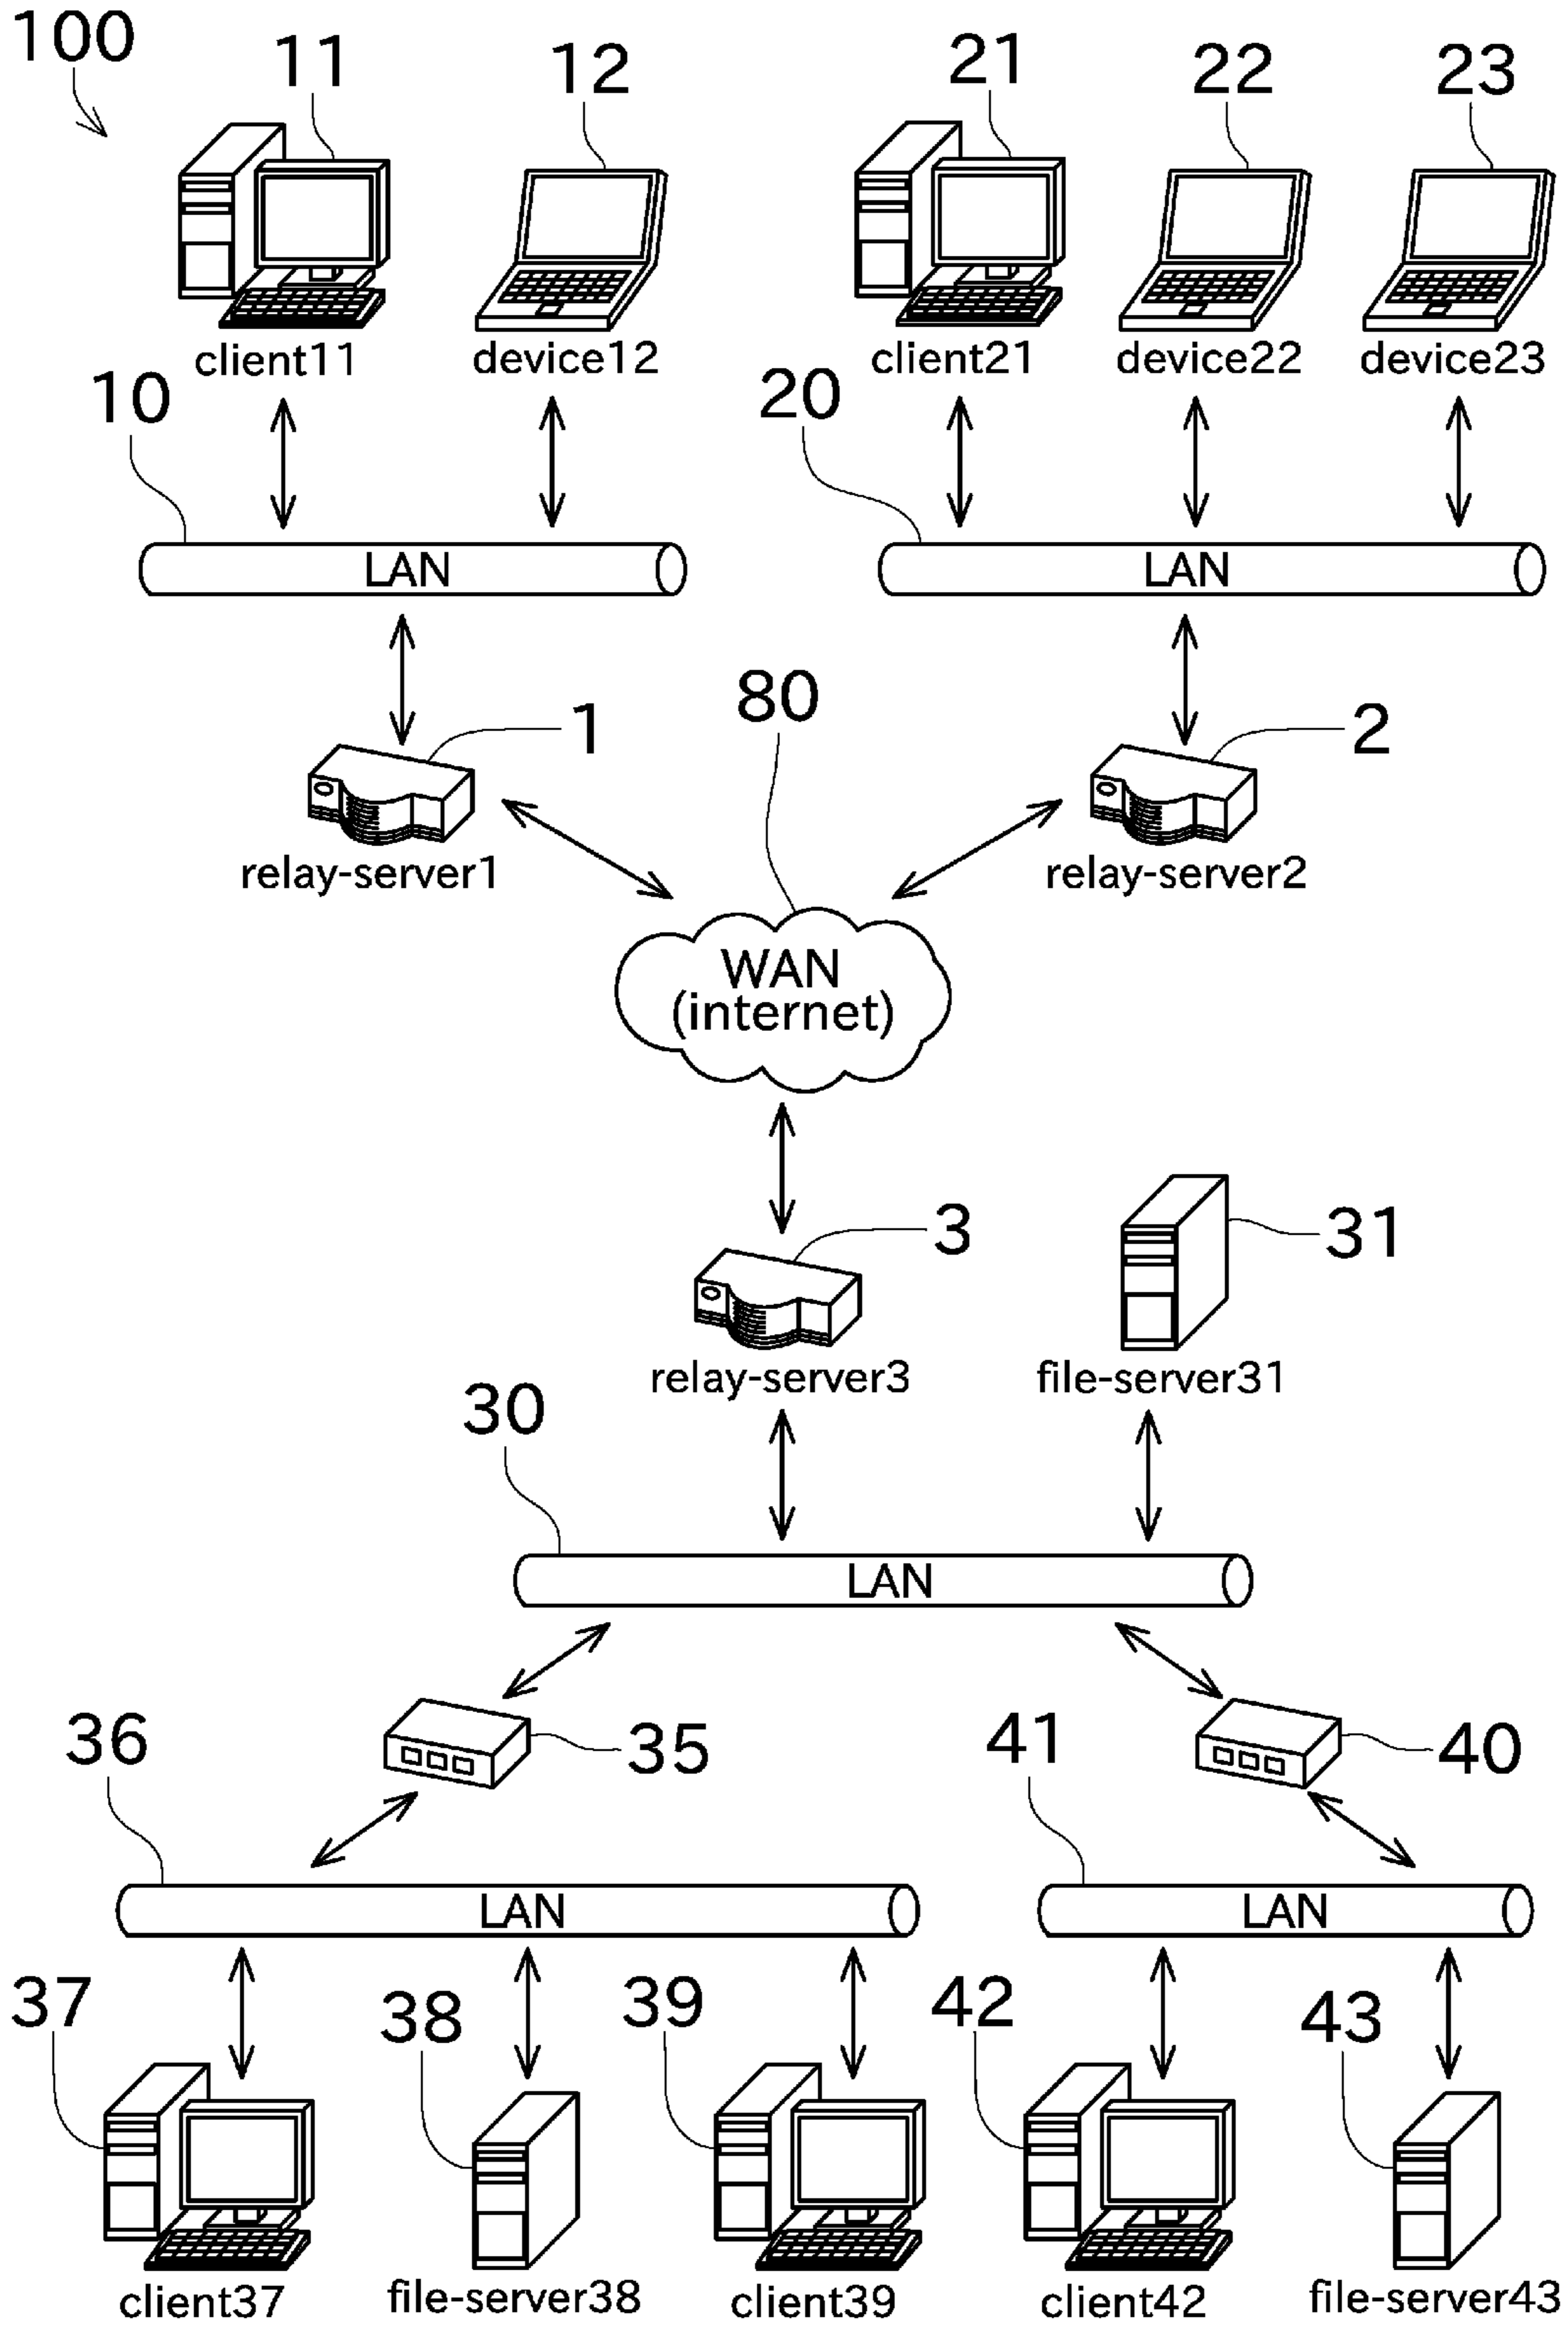 100
11
12
21
22
23
client11
device12
client21
device22
device23
10
20
LAN
LAN
1
80
2
relay-server1
relay-server2
WAN
(internet)
3
31
relay-server3
file-server31
30
LAN
36
35
41
40
LAN
LAN
37
38
39
42
43
client37
file-server38
client39
client42
file-server43